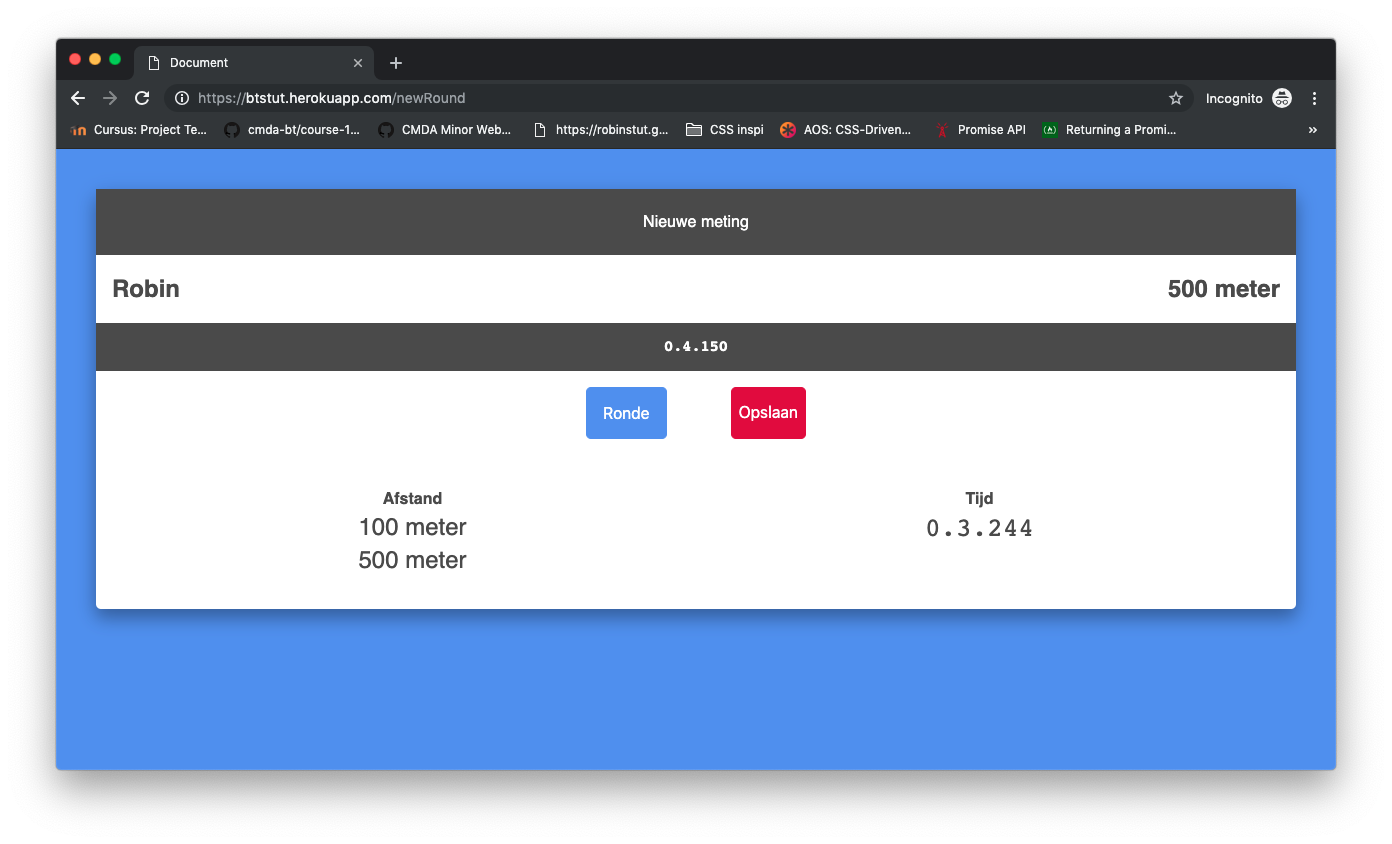 Document
https://btstut.herokuapp.com/newRound
Incognito
Cursus: Project Te...
cmda-bt/course-1...
CMDA Minor Web...
https://robinstut.g...
CSS inspi
AOS: CSS-Driven...
Promise API
Returning a Promi...
»
Nieuwe meting
Robin
500 meter
0.4.150
Ronde
Opslaan
Afstand
Tijd
100 meter
0.3.244
500 meter